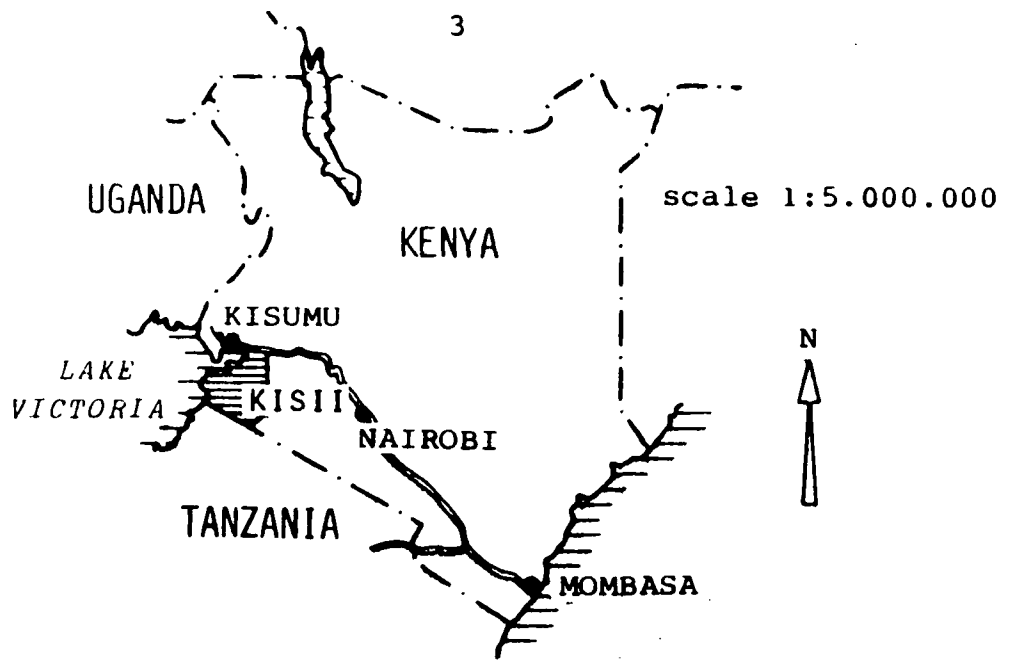 3
UGANDA
scale 1:5.000.000
KENYA
KISUMU
N
LAKE
VICTORIA
KISII
NAIROBI
TANZANIA
MOMBASA